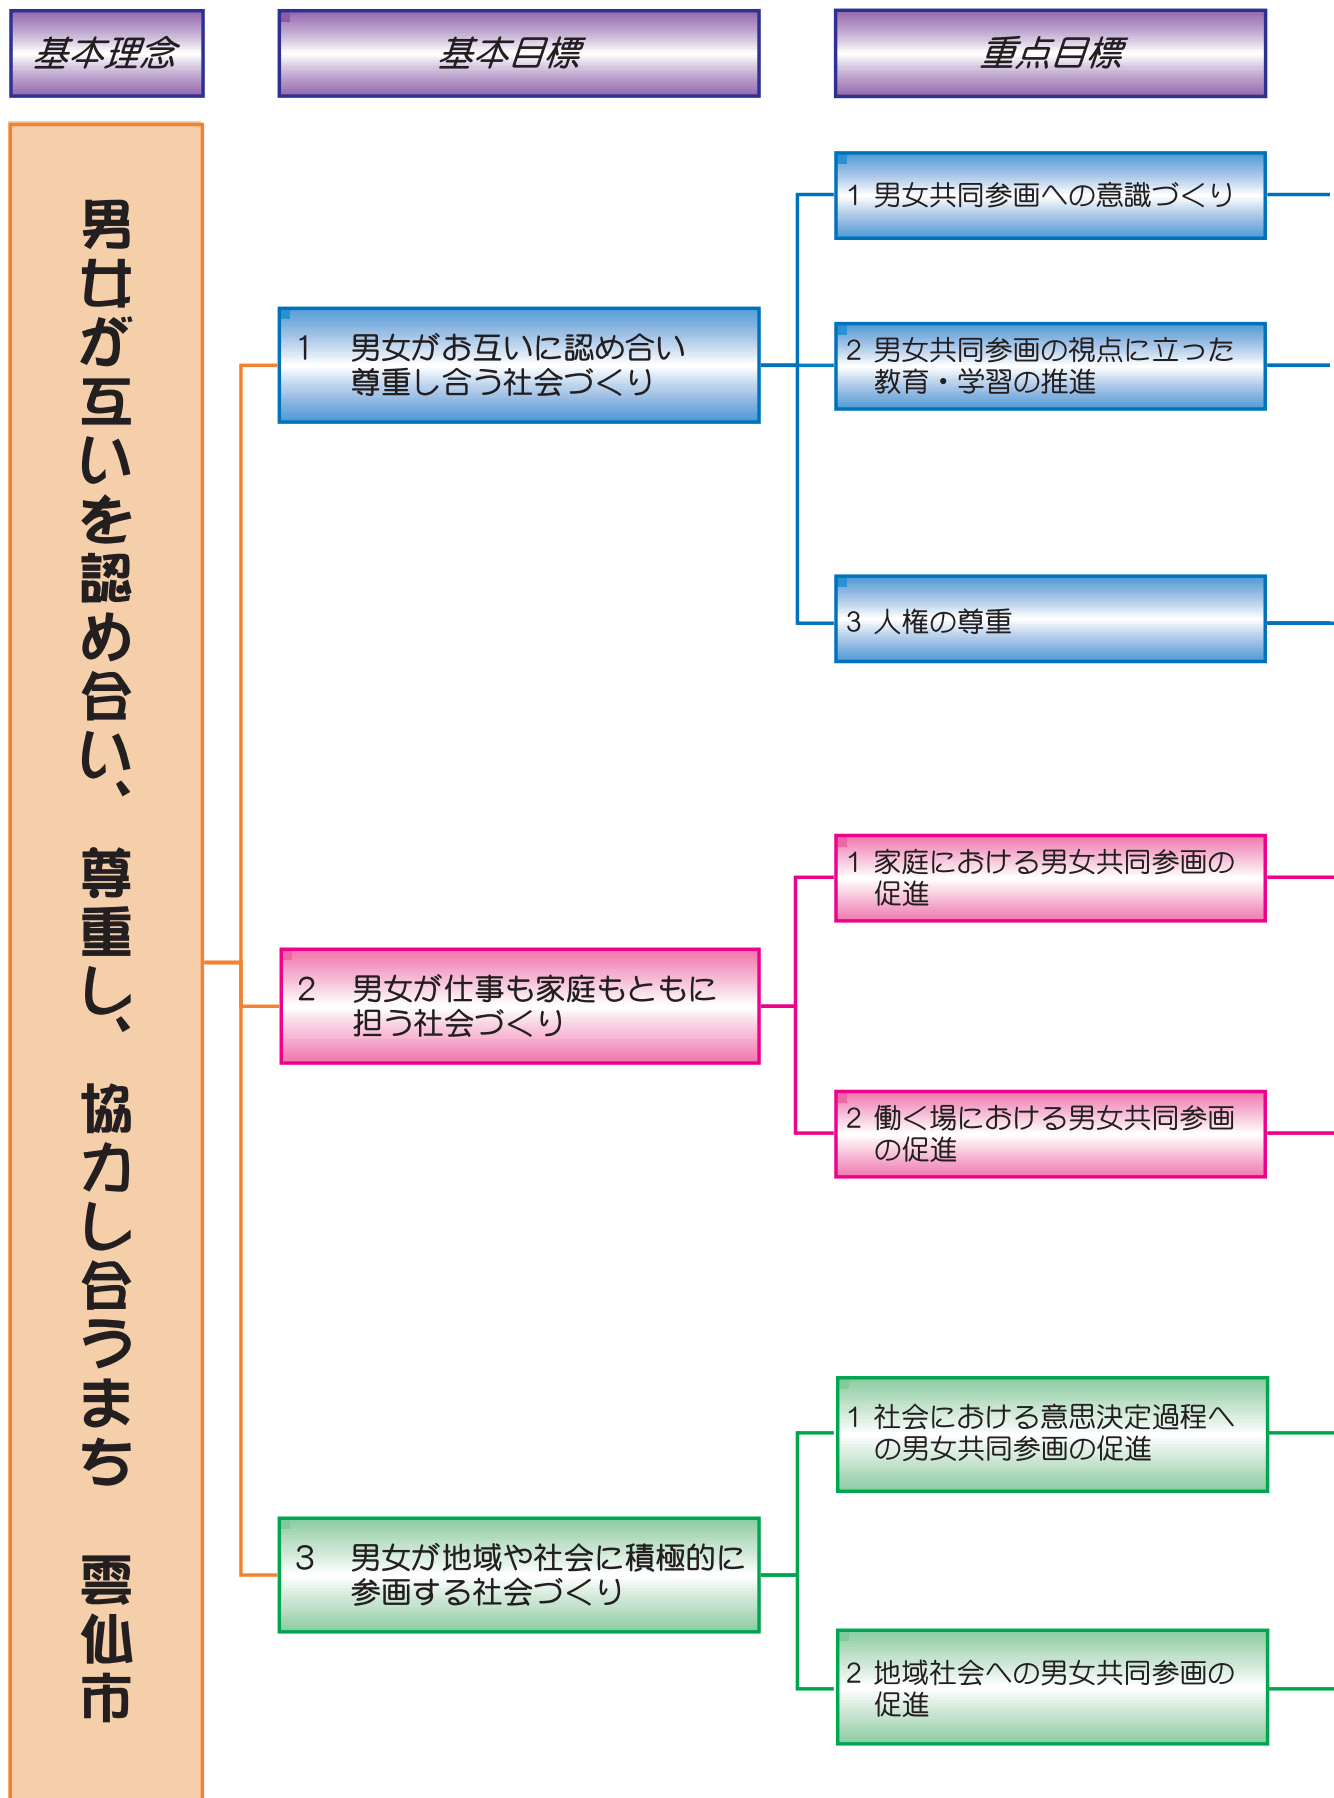 基本理念
基本目標
重点目標
男女が互いを認め合い、尊重し、協力し合うまち 雲仙市
1 男女がお互いに認め合い
尊重し合う社会づくり
1 男女共同参画への意識づくり
2 男女共同参画の視点に立った
教育・学習の推進
3 人権の尊重
2 男女が仕事も家庭もともに
担う社会づくり
1 家庭における男女共同参画の
促進
2 働く場における男女共同参画
の促進
3 男女が地域や社会に積極的に
参画する社会づくり
1 社会における意思決定過程へ
の男女共同参画の促進
2 地域社会への男女共同参画の
促進